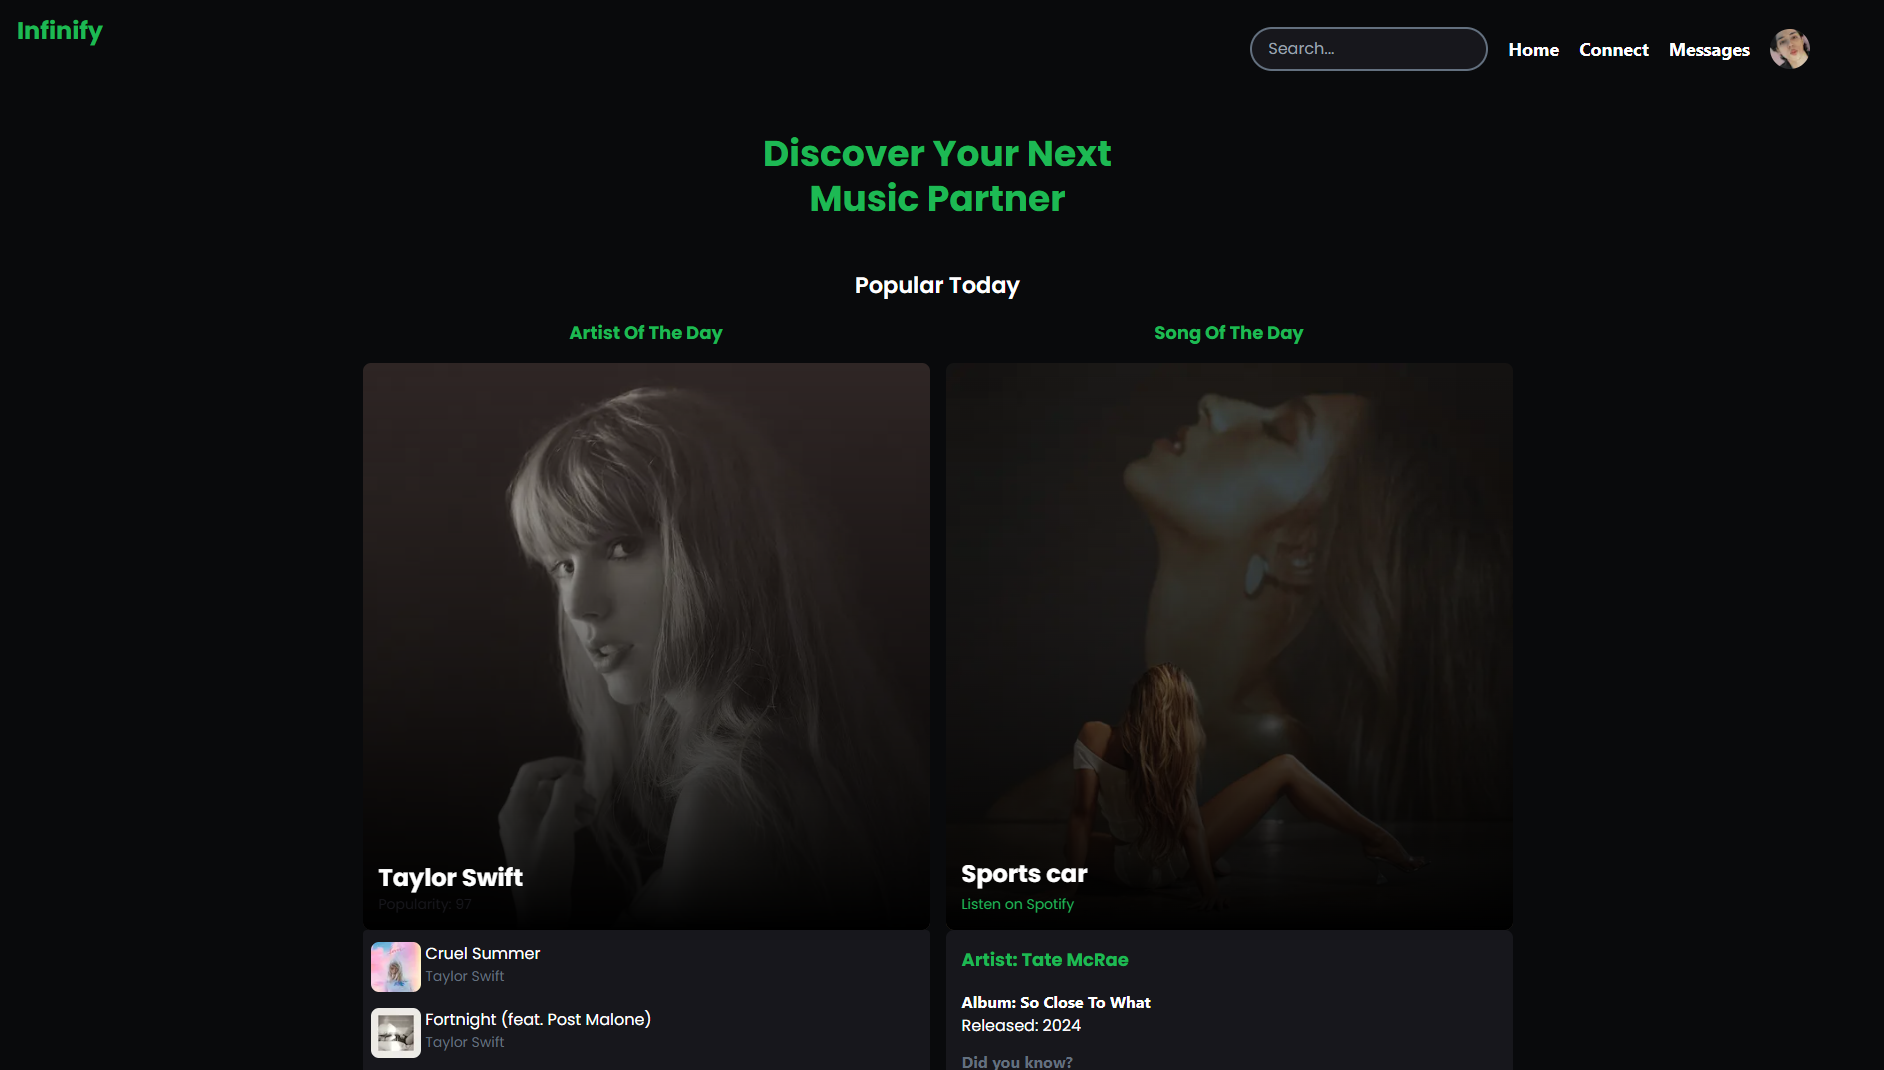 Infinify
Search...
Home
Connect
Messages
Discover Your Next
Music Partner
Popular Today
Artist Of The Day
Song Of The Day
Taylor Swift
Popularity: 97
Sports car
Listen on Spotify
Cruel Summer
Taylor Swift
Fortnight (feat. Post Malone)
Taylor Swift
Artist: Tate McRae
Album: So Close To What
Released: 2024
Did you know?